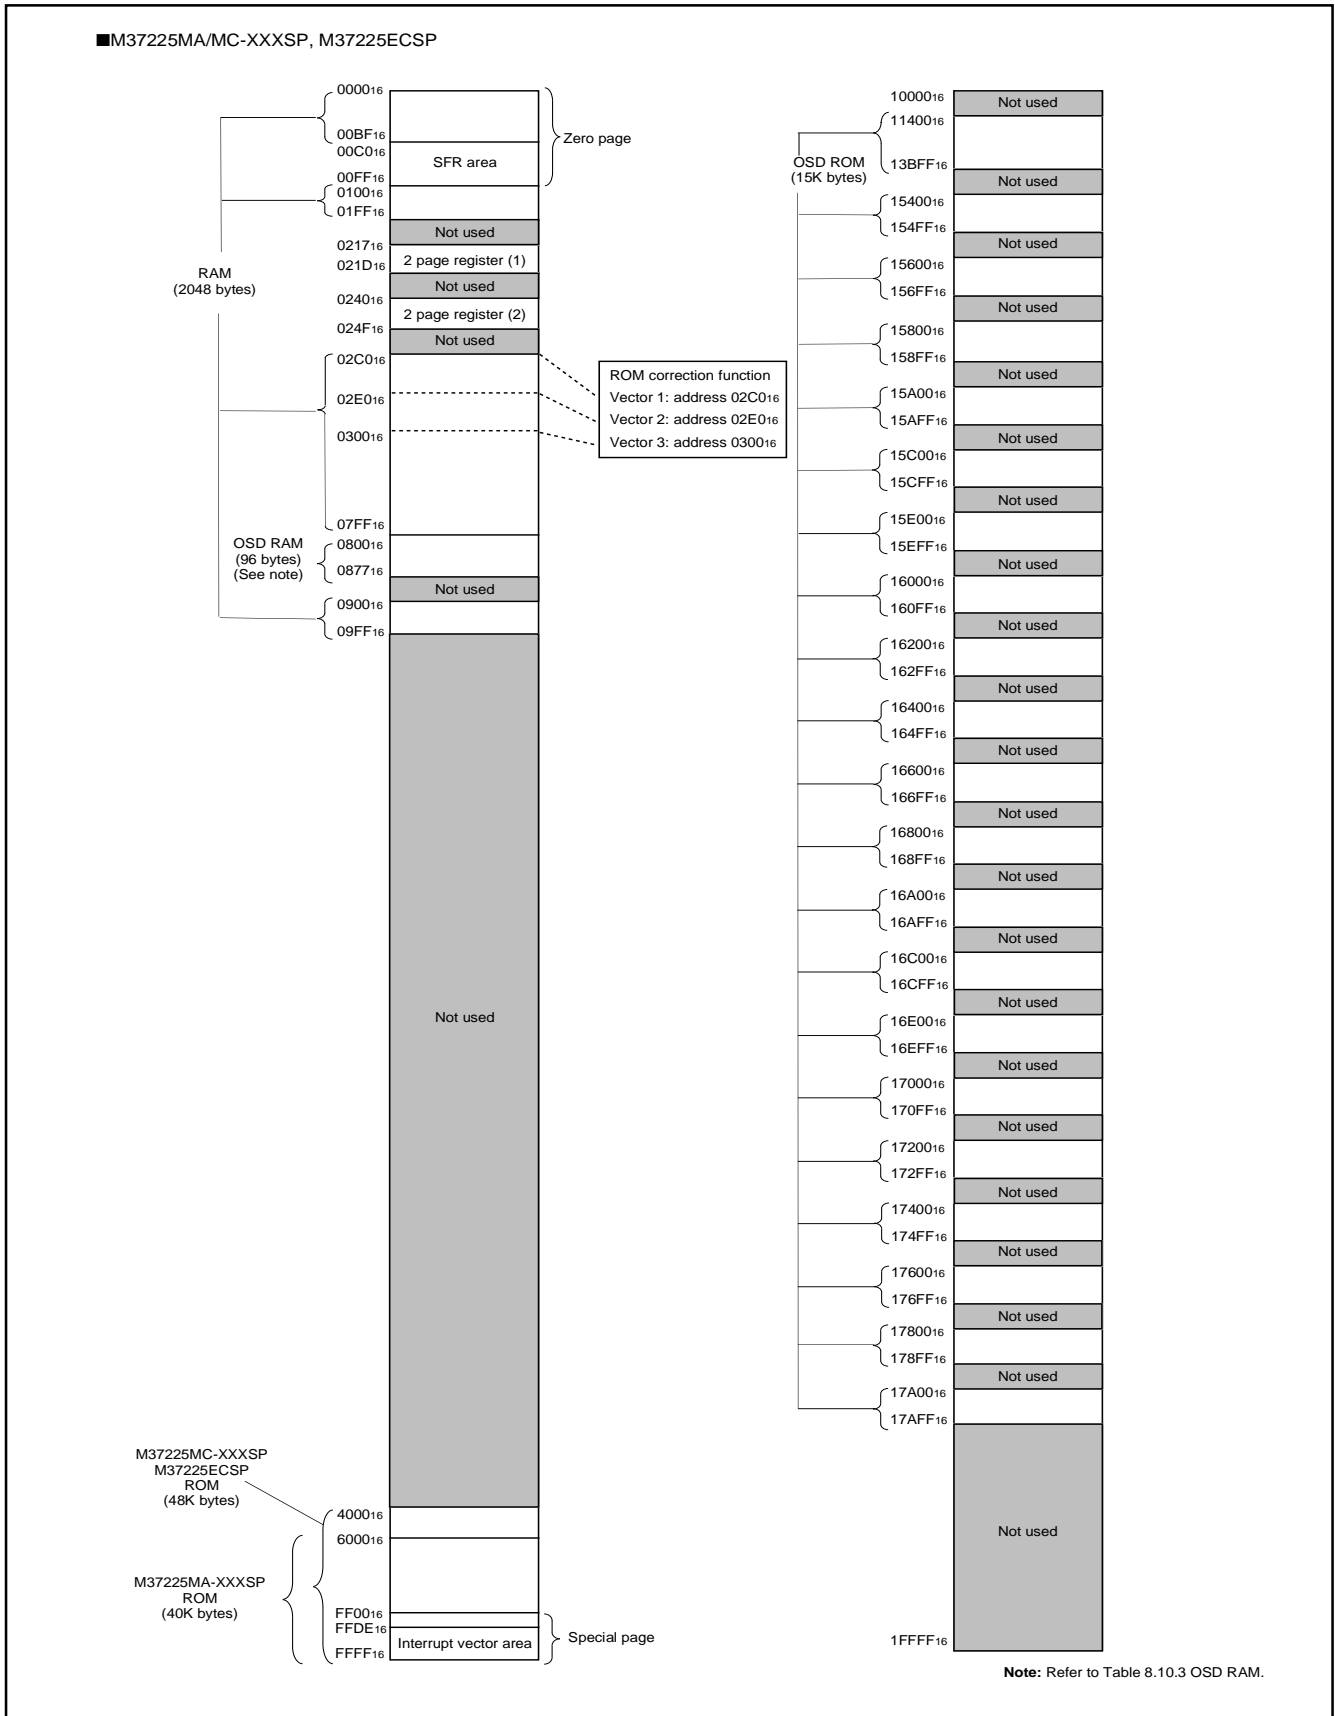 ■M37225MA/MC-XXXSP, M37225ECSP
000016
00BF16
00C016
SFR area
00FF16
Zero page
010016
01FF16
Not used
021716
2 page register (1)
021D16
Not used
024016
2 page register (2)
024F16
Not used
RAM
(2048 bytes)
02C016
02E016
030016
ROM correction function
Vector 1: address 02C016
Vector 2: address 02E016
Vector 3: address 030016
07FF16
OSD RAM
(96 bytes)
(See note)
080016
087716
Not used
090016
09FF16
Not used
M37225MC-XXXSP
M37225ECSP
ROM
(48K bytes)
400016
600016
M37225MA-XXXSP
ROM
(40K bytes)
FF0016
FFDE16
Interrupt vector area
FFFF16
Special page
1000016
Not used
1140016
OSD ROM
(15K bytes)
13BFF16
Not used
1540016
154FF16
Not used
1560016
156FF16
Not used
1580016
158FF16
Not used
15A0016
15AFF16
Not used
15C0016
15CFF16
Not used
15E0016
15EFF16
Not used
1600016
160FF16
Not used
1620016
162FF16
Not used
1640016
164FF16
Not used
1660016
166FF16
Not used
1680016
168FF16
Not used
16A0016
16AFF16
Not used
16C0016
16CFF16
Not used
16E0016
16EFF16
Not used
1700016
170FF16
Not used
1720016
172FF16
Not used
1740016
174FF16
Not used
1760016
176FF16
Not used
1780016
178FF16
Not used
17A0016
17AFF16
Not used
1FFFF16
Note: Refer to Table 8.10.3 OSD RAM.